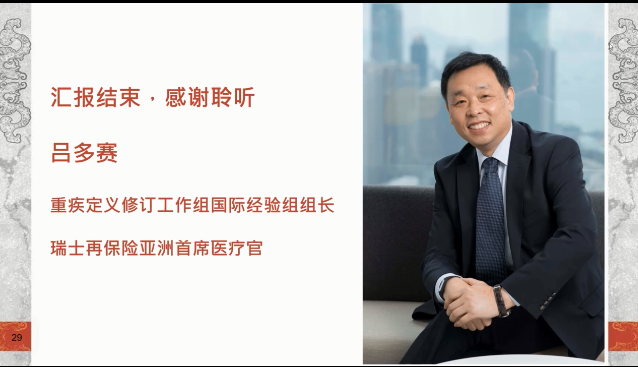 汇报结束，感谢聆听
吕多赛
重疾定义修订工作组国际经验组组长
瑞士再保险亚洲首席医疗官
29